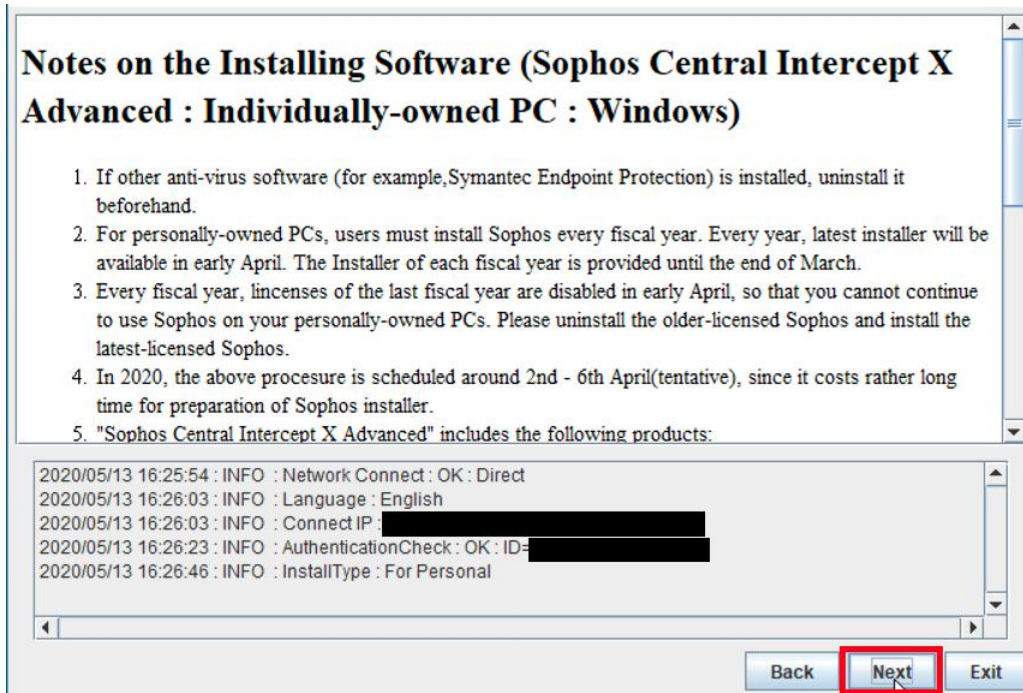 Notes on the Installing Software (Sophos Central Intercept X
Advanced : Individually-owned PC : Windows)
1. If other anti-virus software (for example,Symantec Endpoint Protection) is installed, uninstall it
beforehand.
2. For personally-owned PCs, users must install Sophos every fiscal year. Every year, latest installer will be
available in early April. The Installer of each fiscal year is provided until the end of March.
3. Every fiscal year, lincenses of the last fiscal year are disabled in early April, so that you cannot continue
to use Sophos on your personally-owned PCs. Please uninstall the older-licensed Sophos and install the
latest-licensed Sophos.
4. In 2020, the above procesure is scheduled around 2nd - 6th April(tentative), since it costs rather long
time for preparation of Sophos installer.
5. "Sophos Central Intercept X Advanced" includes the following products:
2020/05/13 16:25:54 : INFO : Network Connect : OK : Direct
2020/05/13 16:26:03 : INFO : Language : English
2020/05/13 16:26:03 : INFO : Connect IP :
2020/05/13 16:26:23 : INFO : AuthenticationCheck : OK : ID=
2020/05/13 16:26:46 : INFO : InstallType : For Personal
Back Next Exit